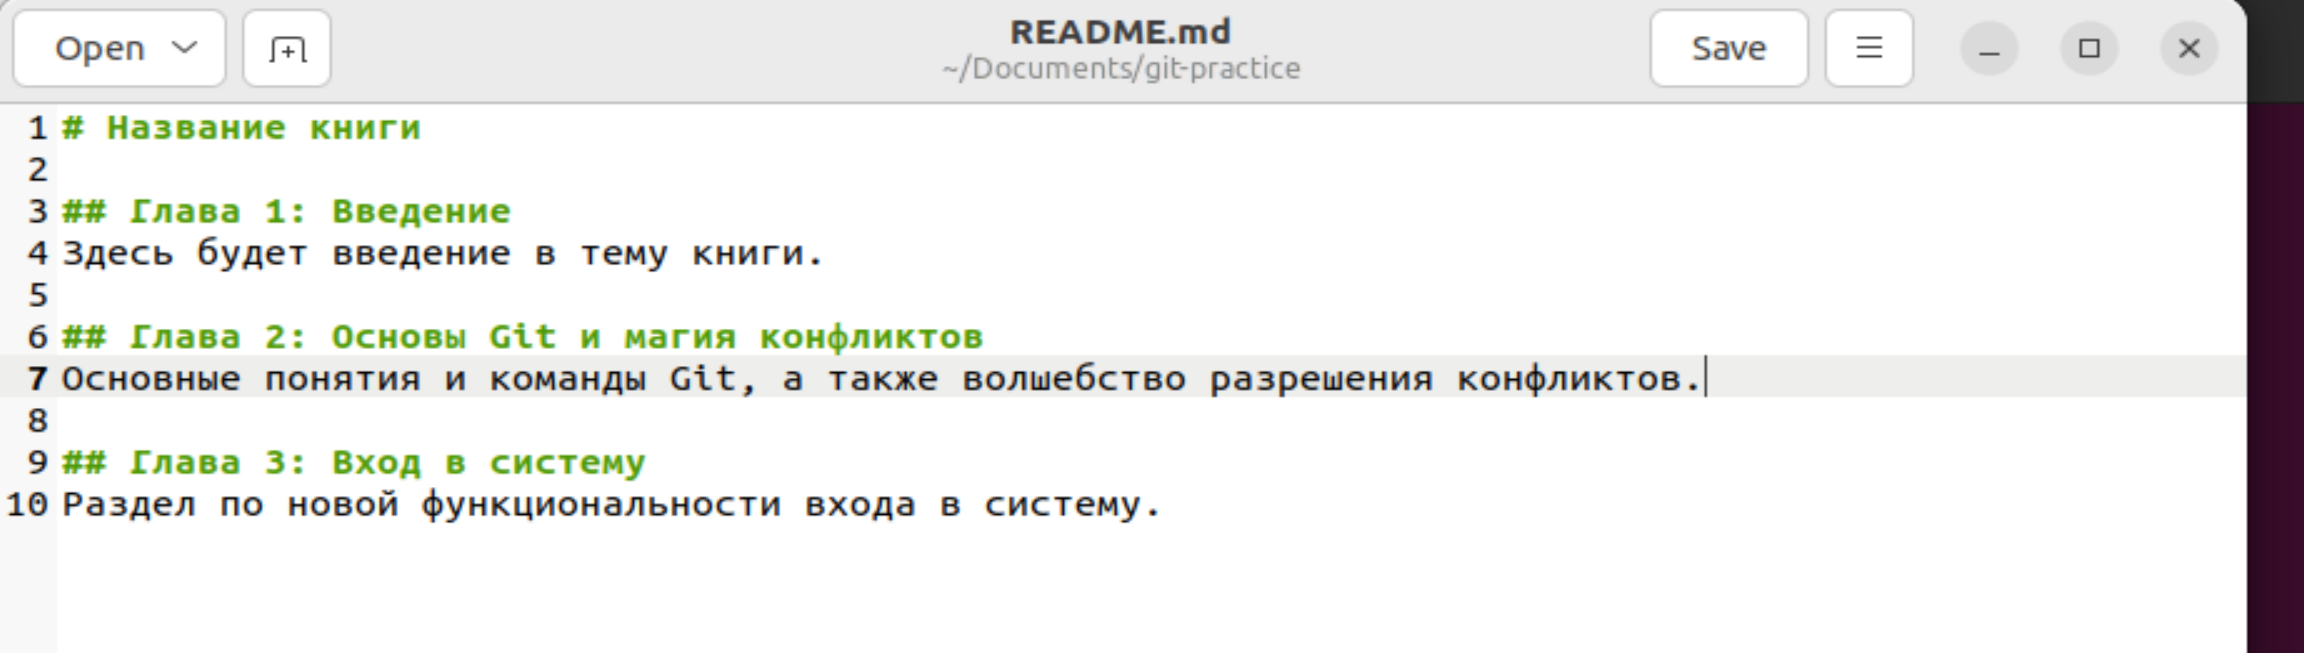 Open
README.md
~/Documents/git-practice
Save
1 # Название книги
2
3 ## Глава 1: Введение
4 Здесь будет введение в тему книги.
5
6 ## Глава 2: Основы Git и магия конфликтов
7 Основные понятия и команды Git, а также волшебство разрешения конфликтов.
8
9 ## Глава 3: Вход в систему
10 Раздел по новой функциональности входа в систему.